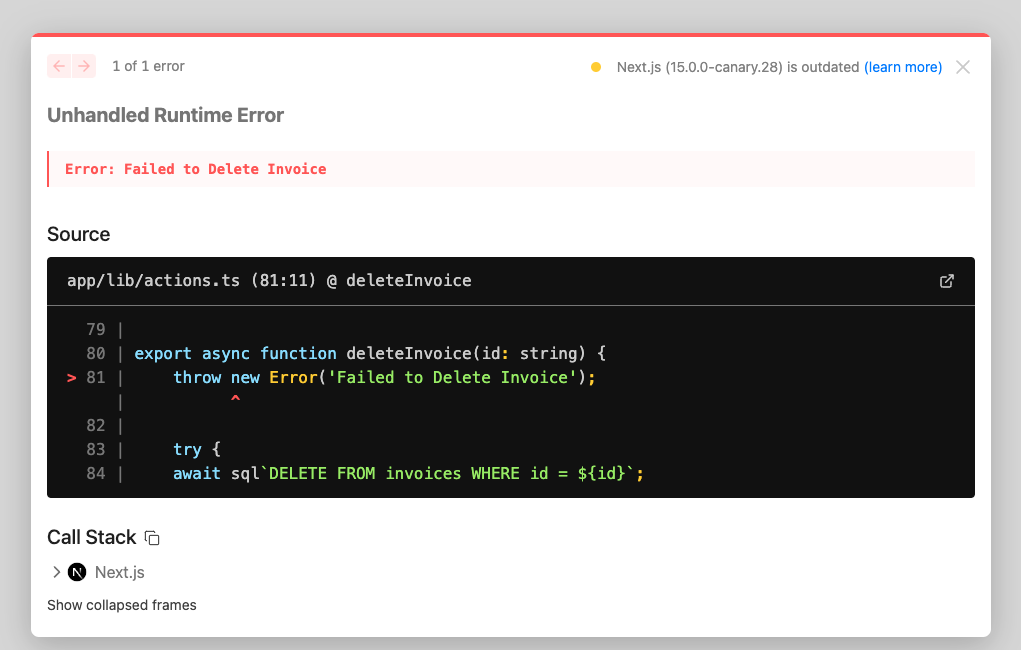 1 of 1 error
Next.js (15.0.0-canary.28) is outdated (learn more)
Unhandled Runtime Error
Error: Failed to Delete Invoice
Source
app/lib/actions.ts (81:11) @ deleteInvoice
79 |
80 | export async function deleteInvoice(id: string) {
> 81 |     throw new Error('Failed to Delete Invoice');
|           ^
82 |
83 |     try {
84 |     await sql`DELETE FROM invoices WHERE id = ${id}`;
Call Stack
N Next.js
Show collapsed frames